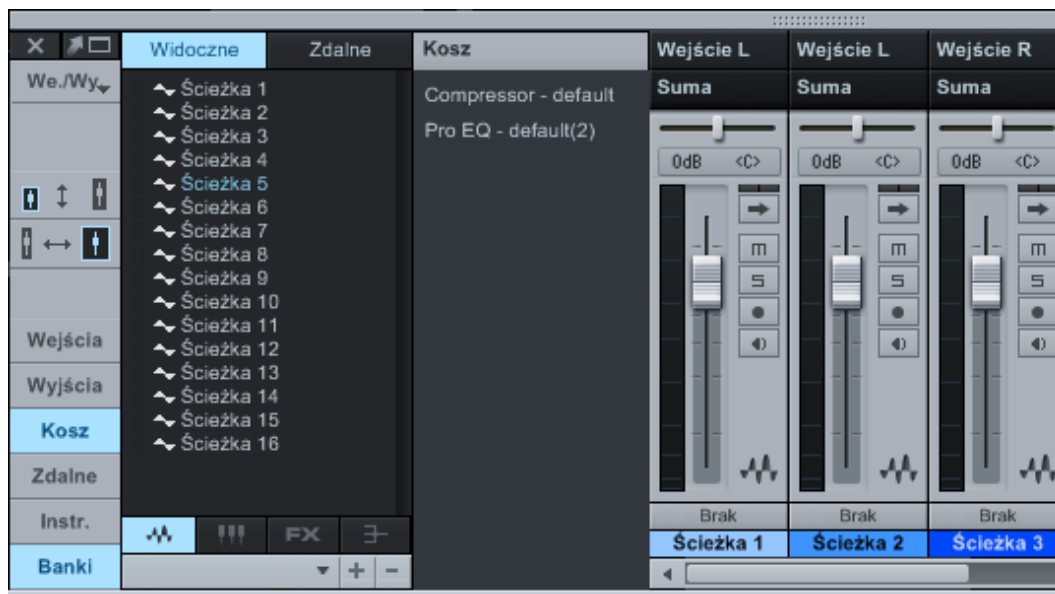 Widoczne
Zdalne
We./Wy.
Ścieżka 1
Ścieżka 2
Ścieżka 3
Ścieżka 4
Ścieżka 5
Ścieżka 6
Ścieżka 7
Ścieżka 8
Ścieżka 9
Ścieżka 10
Ścieżka 11
Ścieżka 12
Ścieżka 13
Ścieżka 14
Ścieżka 15
Ścieżka 16
FX
Wejścia
Wyjścia
Kosz
Zdalne
Instr.
Banki
Kosz
Compressor - default
Pro EQ - default(2)
Wejście L
Suma
0dB <C>
m
S
Brak
Ścieżka 1
Wejście L
Suma
0dB <C>
m
S
Brak
Ścieżka 2
Wejście R
Suma
0dB <C>
m
S
Brak
Ścieżka 3